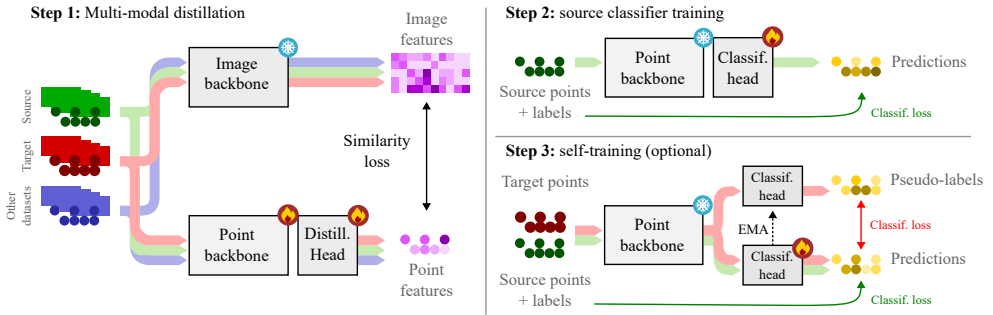 Step 1: Multi-modal distillation
Image
features
Image
backbone
Source
Target
Other
datasets
Similarity
loss
Point
backbone
Distill.
Head
Point
features
Step 2: source classifier training
Point
backbone
Classif.
head
Predictions
Source points
+ labels
Classif. loss
Step 3: self-training (optional)
Target points
Classif.
head
Pseudo-labels
Point
backbone
EMA
Classif. loss
Classif.
head
Predictions
Source points
+ labels
Classif. loss